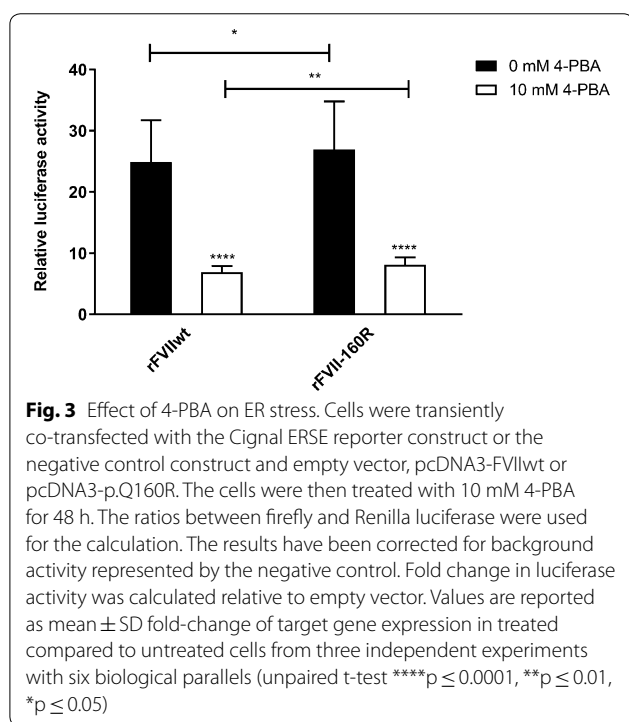 *
**
0 mM 4-PBA
10 mM 4-PBA
Relative luciferase activity
40
30
20
10
0
****
****
rFVIIwt
rFVII-160R
Fig. 3 Effect of 4-PBA on ER stress. Cells were transiently
co-transfected with the Cignal ERSE reporter construct or the
negative control construct and empty vector, pcDNA3-FVIIwt or
pcDNA3-p.Q160R. The cells were then treated with 10 mM 4-PBA
for 48 h. The ratios between firefly and Renilla luciferase were used
for the calculation. The results have been corrected for background
activity represented by the negative control. Fold change in luciferase
activity was calculated relative to empty vector. Values are reported
as mean ± SD fold-change of target gene expression in treated
compared to untreated cells from three independent experiments
with six biological parallels (unpaired t-test ****p ≤ 0.0001, **p ≤ 0.01,
*p ≤ 0.05)